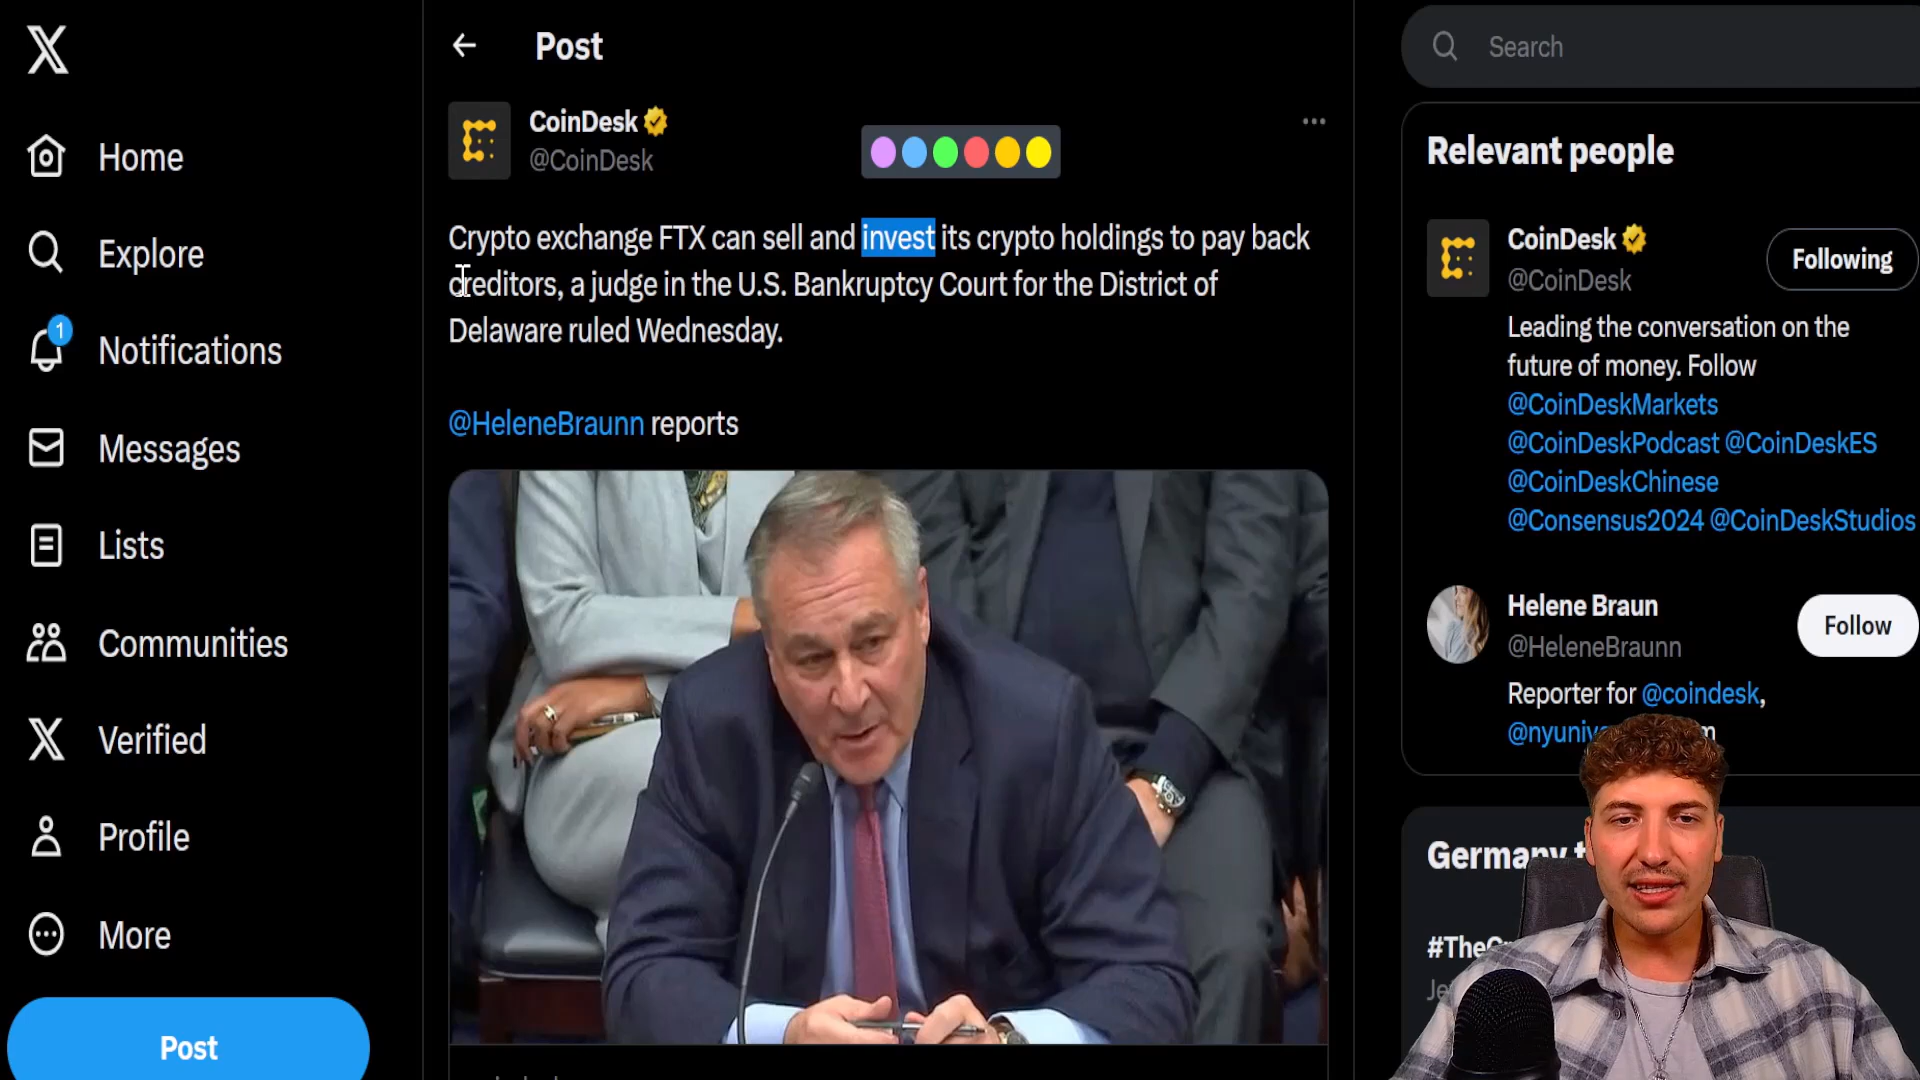 Home
Explore
1
Notifications
Messages
Lists
Communities
Verified
Profile
More
Post
Post
CoinDesk
@CoinDesk
Crypto exchange FTX can sell and invest its crypto holdings to pay back
creditors, a judge in the U.S. Bankruptcy Court for the District of
Delaware ruled Wednesday.
@HeleneBraunn reports
Search
Relevant people
CoinDesk
@CoinDesk
Following
Leading the conversation on the
future of money. Follow
@CoinDeskMarkets
@CoinDeskPodcast @CoinDeskES
@CoinDeskChinese
@Consensus2024 @CoinDeskStudios
Helene Braun
@HeleneBraunn
Follow
Reporter for @coindesk,
Germany